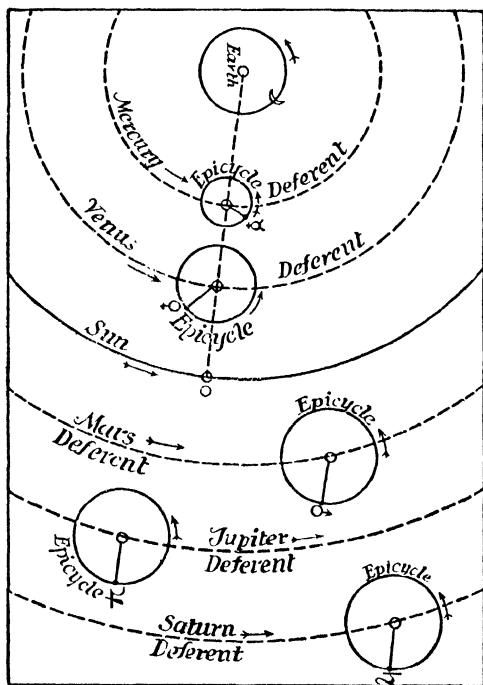 Earth
Mercury
Epicycle
Deferent
Venus
Epicycle
Deferent
Sun
Epicycle
Mars
Deferent
Epicycle
Jupiter
Deferent
Epicycle
Saturn
Deferent